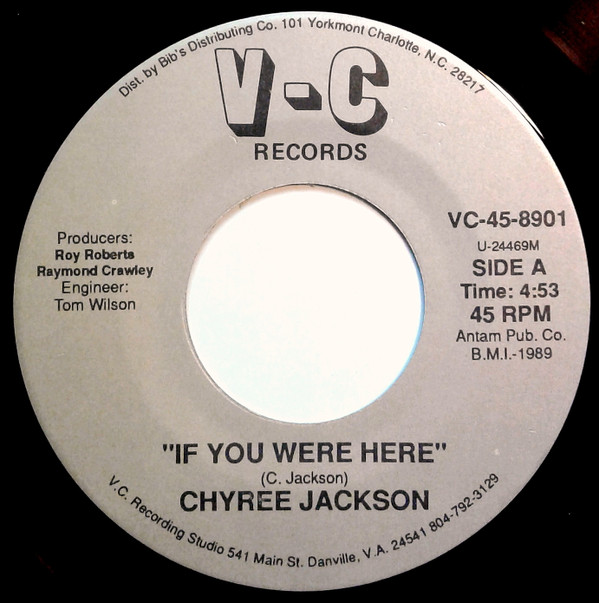 Dist. by Bib's Distributing Co. 101 Yorkmont Charlotte, N.C. 28217
V-C
RECORDS
Producers:
Roy Roberts
Raymond Crawley
Engineer:
Tom Wilson
VC-45-8901
U-24469M
SIDE A
Time: 4:53
45 RPM
Antam Pub. Co.
B.M.I.-1989
"IF YOU WERE HERE"
(C. Jackson)
CHYREE JACKSON
V.C. Recording Studio 541 Main St. Danville, V.A. 24541 804-792-3129